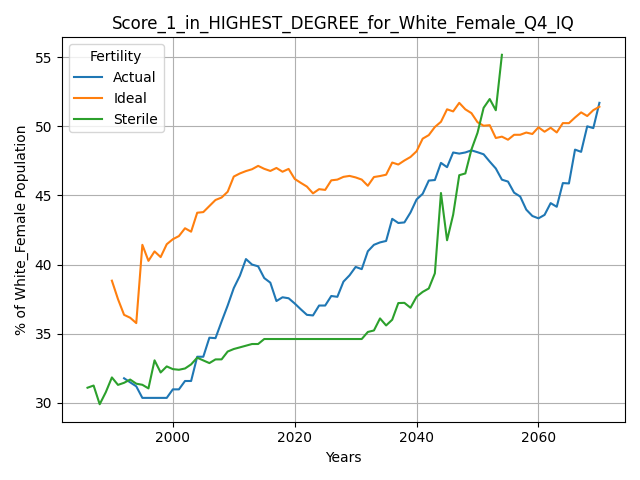 Score_1_in_HIGHEST_DEGREE_for_White_Female_Q4_IQ
Fertility
Actual
Ideal
Sterile
% of White_Female Population
55
50
45
40
35
30
2000
2020
2040
2060
Years